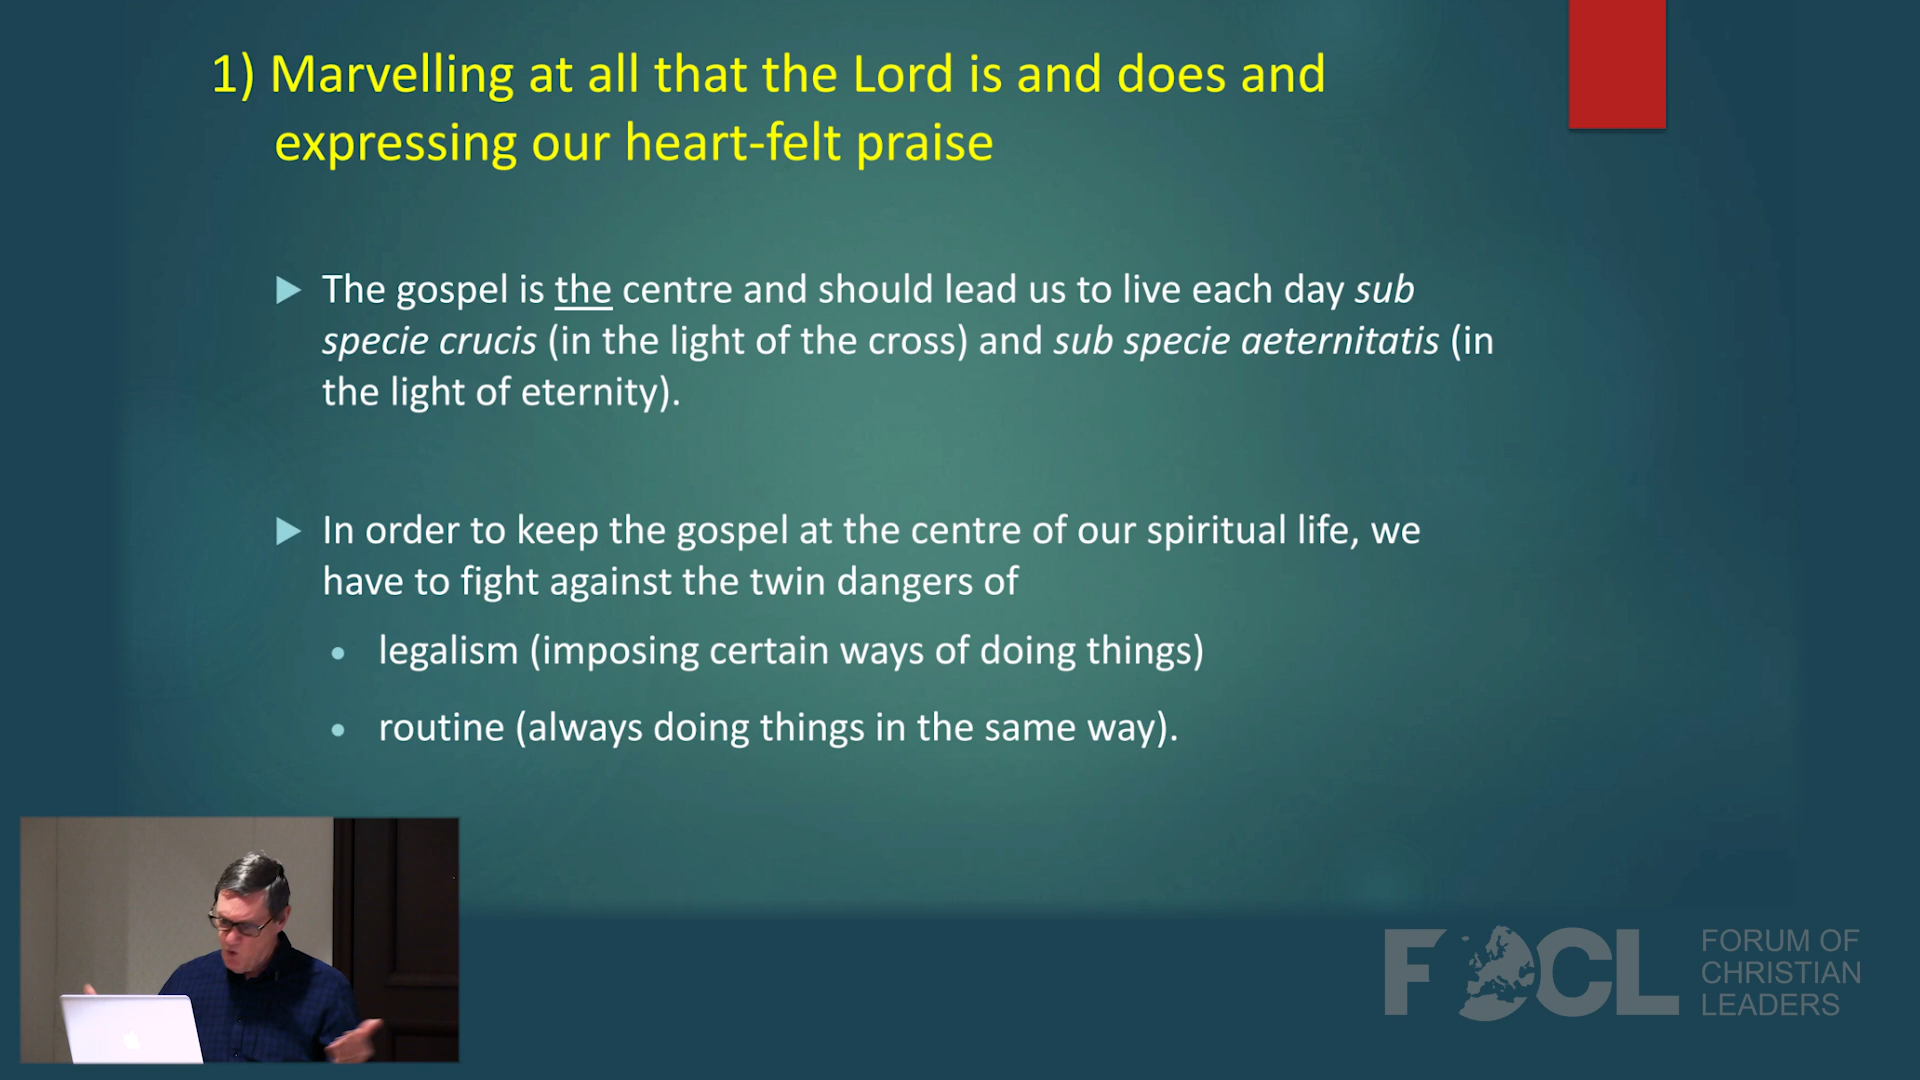 1) Marvelling at all that the Lord is and does and
expressing our heart-felt praise
The gospel is the centre and should lead us to live each day sub
specie crucis (in the light of the cross) and sub specie aeternitatis (in
the light of eternity).
In order to keep the gospel at the centre of our spiritual life, we
have to fight against the twin dangers of
• legalism (imposing certain ways of doing things)
• routine (always doing things in the same way).
FOCL
FORUM OF
CHRISTIAN
LEADERS